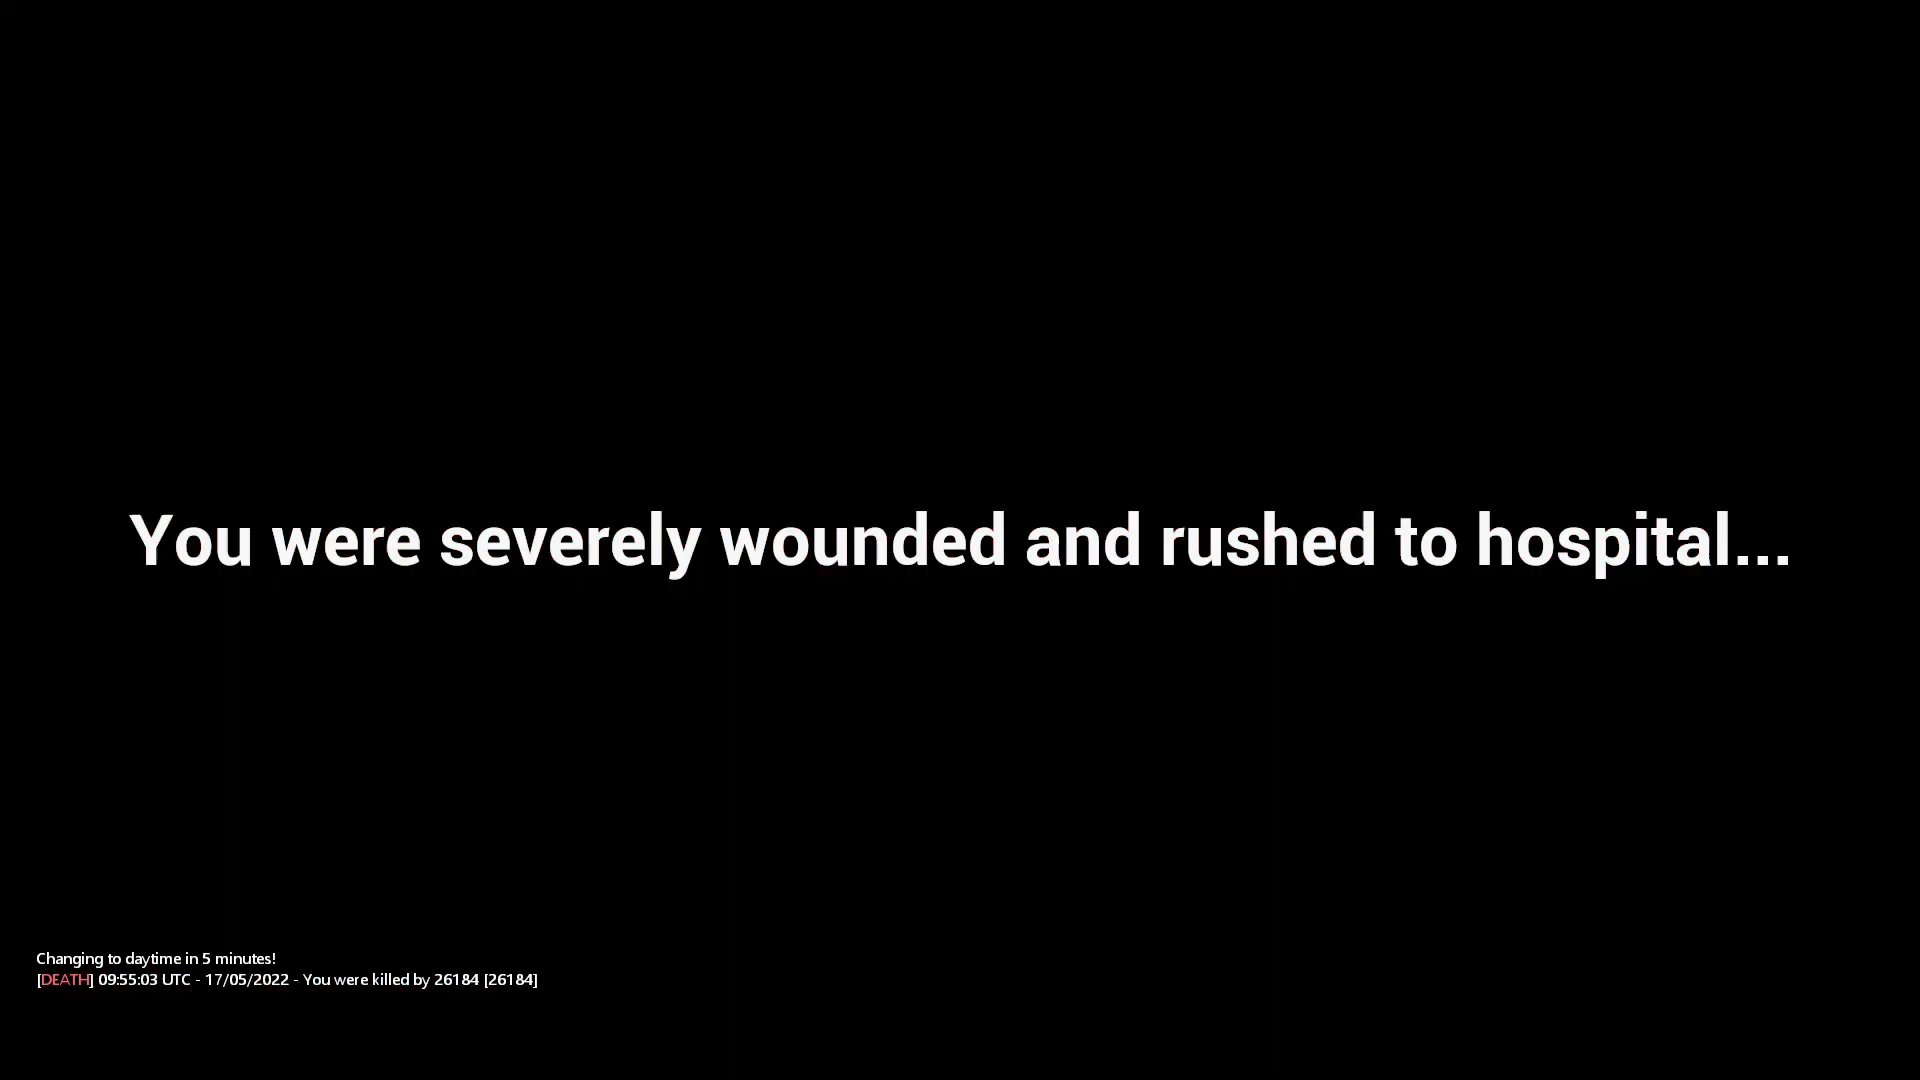 You were severely wounded and rushed to hospital...
Changing to daytime in 5 minutes!
[DEATH] 09:55:03 UTC - 17/05/2022 - You were killed by 26184 [26184]